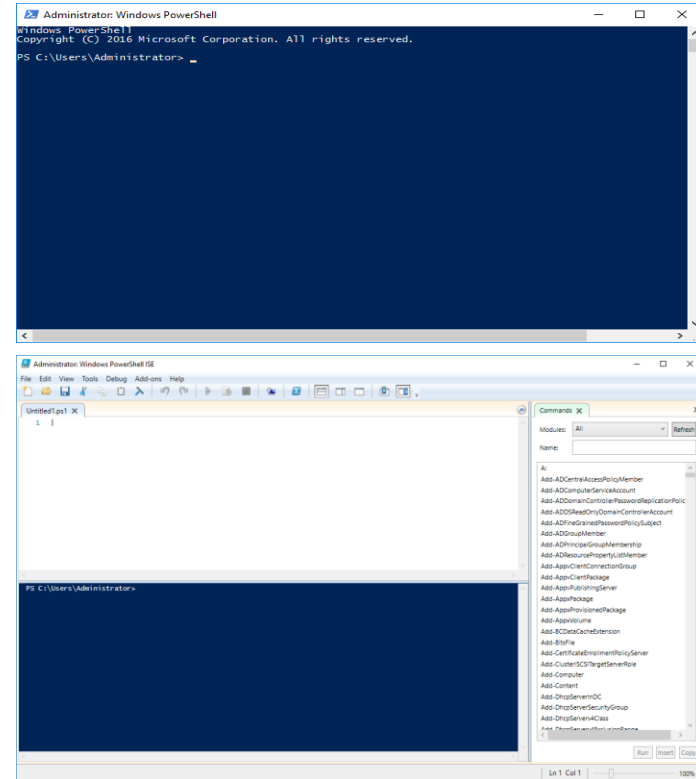 Administrator: Windows PowerShell
Windows PowerShell
Copyright (C) 2016 Microsoft Corporation. All rights reserved.
PS C:\Users\Administrator> _
Administrator: Windows PowerShell ISE
File Edit View Tools Debug Add-ons Help
Untitled1.ps1 X
1
PS C:\Users\Administrator>
Commands X
Modules: All Refresh
Name:
A:
Add-ADCentralAccessPolicyMember
Add-ADComputerServiceAccount
Add-ADDomainControllerPasswordReplicationPolic
Add-ADDSReadOnlyDomainControllerAccount
Add-ADFineGrainedPasswordPolicySubject
Add-ADGroupMember
Add-ADPrincipalGroupMembership
Add-ADResourcePropertyListMember
Add-AppvClientConnectionGroup
Add-AppvClientPackage
Add-AppvPublishingServer
Add-AppxPackage
Add-AppxProvisionedPackage
Add-AppxVolume
Add-BCDataCacheExtension
Add-BitsFile
Add-CertificateEnrollmentPolicyServer
Add-ClusteriSCSITargetServerRole
Add-Computer
Add-Content
Add-DhcpServerInDC
Add-DhcpServerSecurityGroup
Add-DhcpServerv4Class
Add-DhcpServerv4ExclusionRange
Run Insert Copy
Ln 1 Col 1 100%